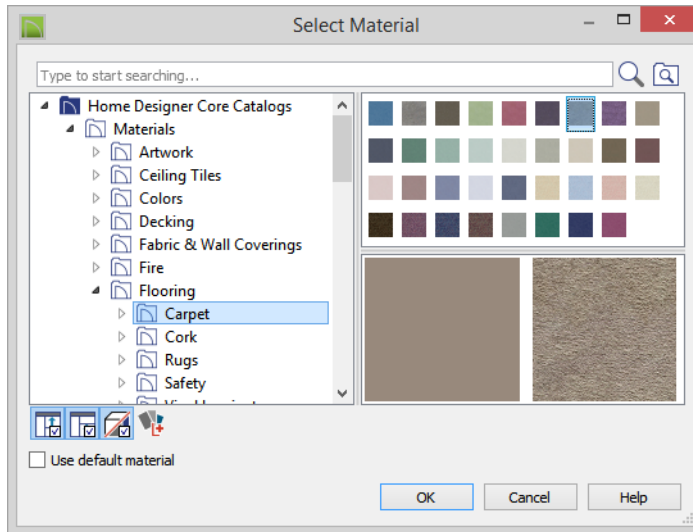 Select Material
Type to start searching...
Home Designer Core Catalogs
Materials
Artwork
Ceiling Tiles
Colors
Decking
Fabric & Wall Coverings
Fire
Flooring
Carpet
Cork
Rugs
Safety
Use default material
OK
Cancel
Help